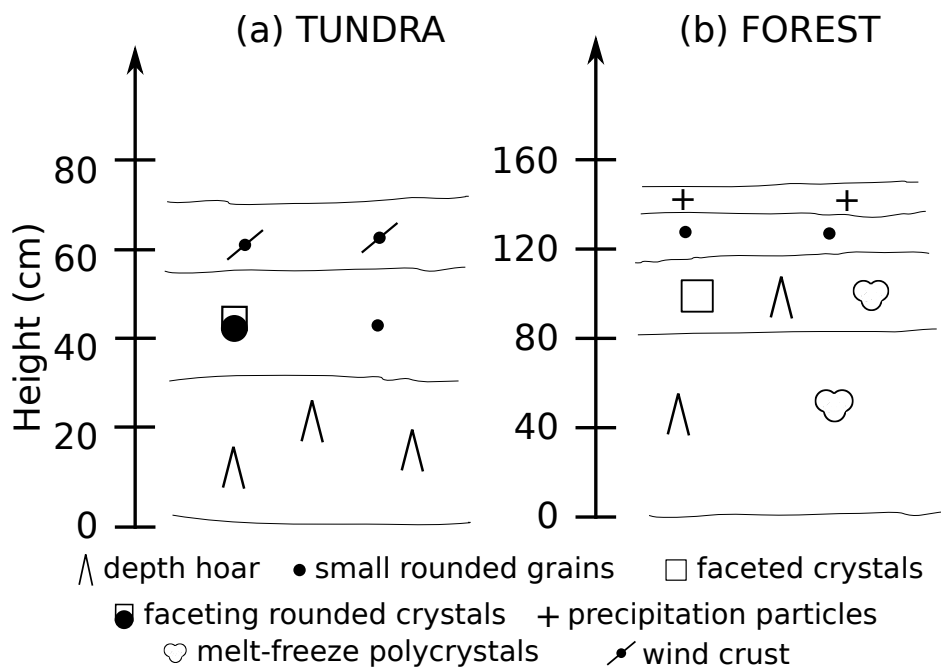 (a) TUNDRA
(b) FOREST
Height (cm)
80
60
40
20
0
160
120
80
40
0
depth hoar
small rounded grains
faceted crystals
faceting rounded crystals
precipitation particles
melt-freeze polycrystals
wind crust